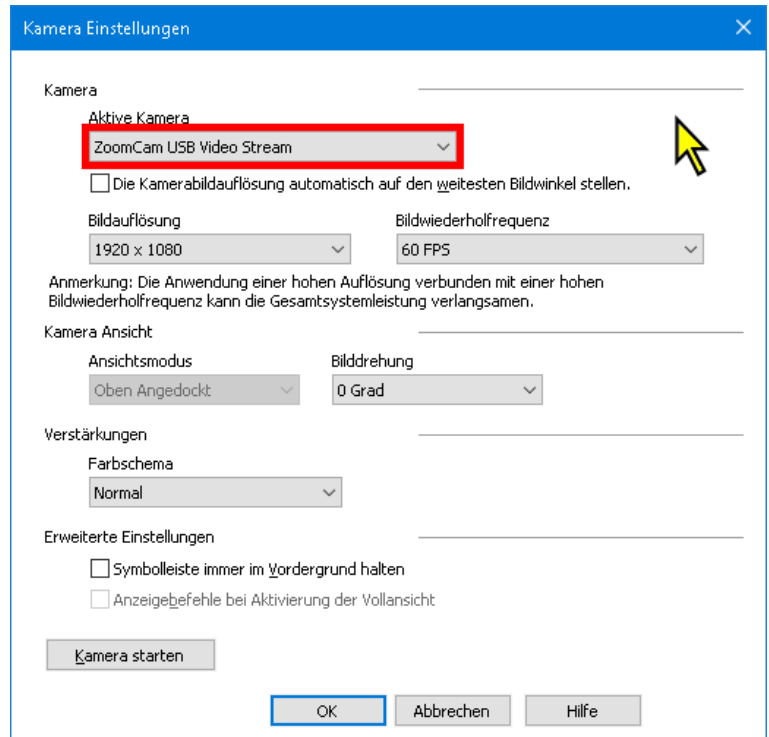 Kamera Einstellungen
Kamera
Aktive Kamera
ZoomCam USB Video Stream
Die Kamerabildauflösung automatisch auf den weitesten Bildwinkel stellen.
Bildauflösung Bildwiederholfrequenz
1920 x 1080 60 FPS
Anmerkung: Die Anwendung einer hohen Auflösung verbunden mit einer hohen
Bildwiederholfrequenz kann die Gesamtsystemleistung verlangsamen.
Kamera Ansicht
Ansichtsmodus Bilddrehung
Oben Angedockt 0 Grad
Verstärkungen
Farbschema
Normal
Erweiterte Einstellungen
Symbolleiste immer im Vordergrund halten
Anzeigebefehle bei Aktivierung der Vollansicht
Kamera starten
OK Abbrechen Hilfe